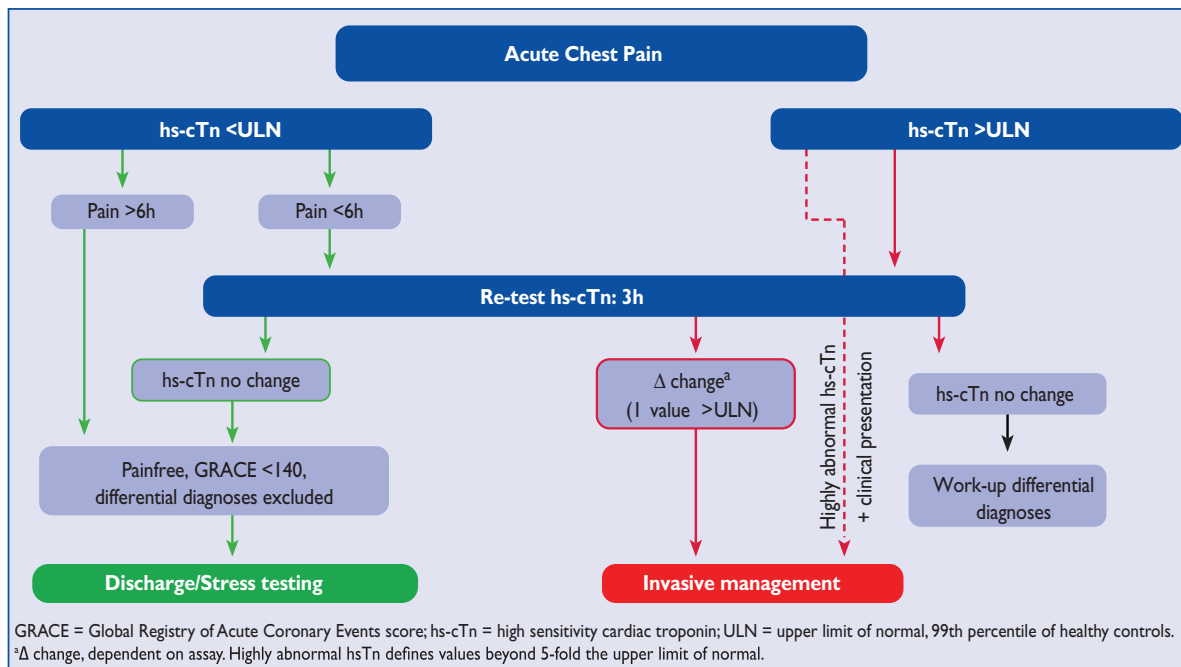 Acute Chest Pain
hs-cTn <ULN
hs-cTn >ULN
Pain >6h
Pain <6h
Re-test hs-cTn: 3h
hs-cTn no change
Δ changeᵃ
(1 value >ULN)
Highly abnormal hs-cTn
+ clinical presentation
hs-cTn no change
Painfree, GRACE <140,
differential diagnoses excluded
Work-up differential
diagnoses
Discharge/Stress testing
Invasive management
GRACE = Global Registry of Acute Coronary Events score; hs-cTn = high sensitivity cardiac troponin; ULN = upper limit of normal, 99th percentile of healthy controls.
ᵃΔ change, dependent on assay. Highly abnormal hsTn defines values beyond 5-fold the upper limit of normal.